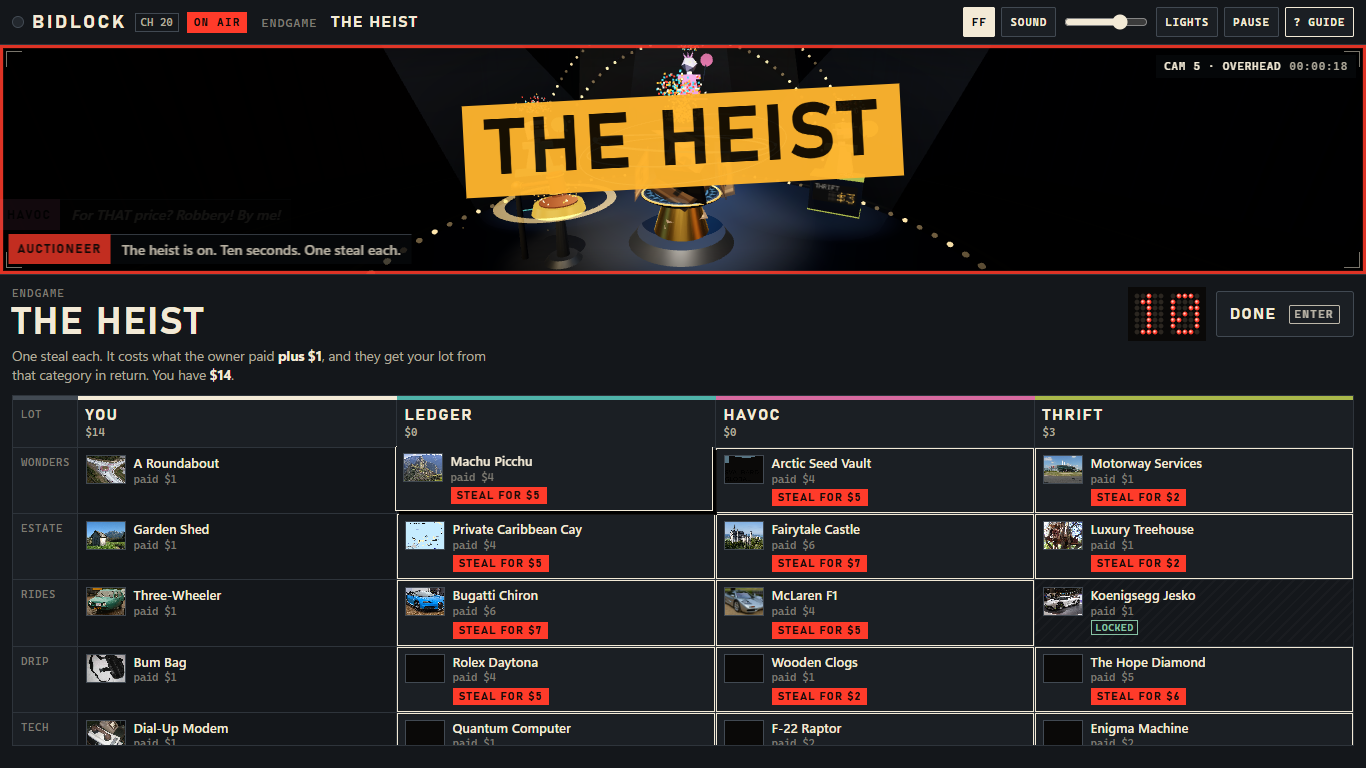 BIDLOCK CH 20 ON AIR ENDGAME THE HEIST FF SOUND LIGHTS PAUSE ? GUIDE
CAM 5 · OVERHEAD 00:00:18
THE HEIST
THRIFT
#3
HAVOC For THAT price? Robbery! By me!
AUCTIONEER The heist is on. Ten seconds. One steal each.
ENDGAME
THE HEIST
10 DONE ENTER
One steal each. It costs what the owner paid plus $1, and they get your lot from
that category in return. You have $14.
LOT YOU LEDGER HAVOC THRIFT
$14 $0 $0 $3
WONDERS A Roundabout Machu Picchu Arctic Seed Vault Motorway Services
paid $1 paid $4 paid $4 paid $1
STEAL FOR $5 STEAL FOR $5 STEAL FOR $2
ESTATE Garden Shed Private Caribbean Cay Fairytale Castle Luxury Treehouse
paid $1 paid $4 paid $6 paid $1
STEAL FOR $5 STEAL FOR $7 STEAL FOR $2
RIDES Three-Wheeler Bugatti Chiron McLaren F1 Koenigsegg Jesko
paid $1 paid $6 paid $4 paid $1
STEAL FOR $7 STEAL FOR $5 LOCKED
DRIP Bum Bag Rolex Daytona Wooden Clogs The Hope Diamond
paid $1 paid $4 paid $1 paid $5
STEAL FOR $5 STEAL FOR $2 STEAL FOR $6
TECH Dial-Up Modem Quantum Computer F-22 Raptor Enigma Machine
paid $1 paid $1 paid $2 paid $2